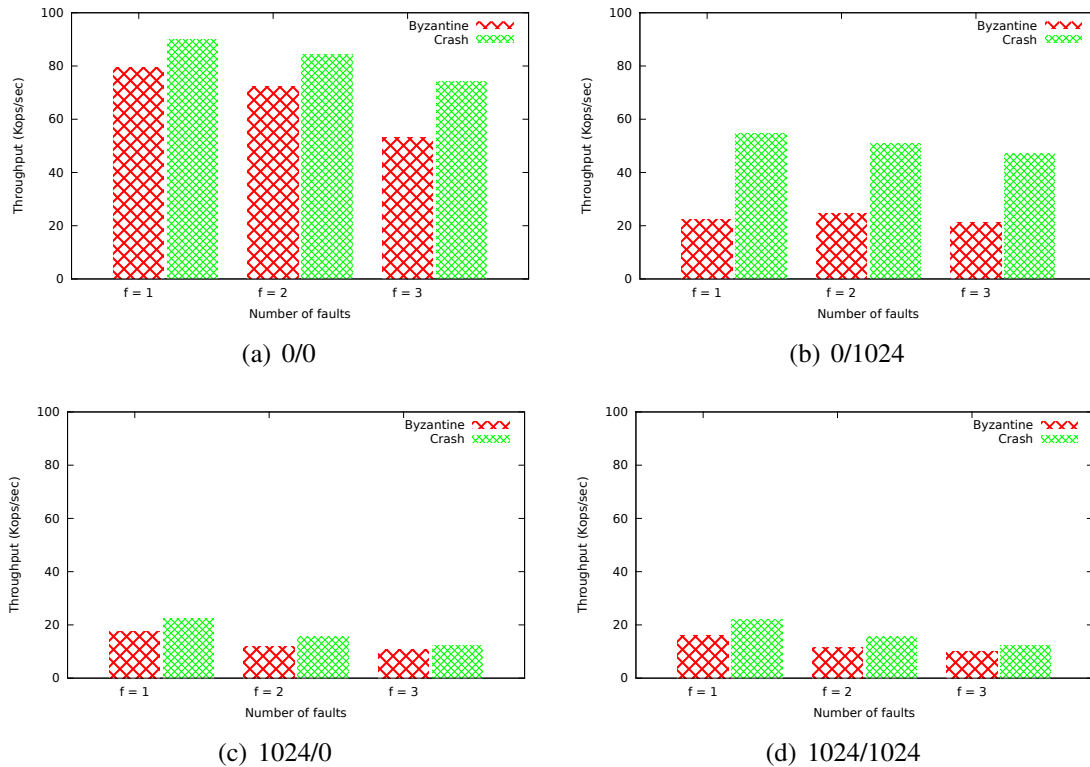 100
80
60
40
20
0
Throughput (Kops/sec)
f = 1
f = 2
f = 3
Number of faults
Byzantine
Crash
(a) 0/0
100
80
60
40
20
0
Throughput (Kops/sec)
f = 1
f = 2
f = 3
Number of faults
Byzantine
Crash
(b) 0/1024
100
80
60
40
20
0
Throughput (Kops/sec)
f = 1
f = 2
f = 3
Number of faults
Byzantine
Crash
(c) 1024/0
100
80
60
40
20
0
Throughput (Kops/sec)
f = 1
f = 2
f = 3
Number of faults
Byzantine
Crash
(d) 1024/1024